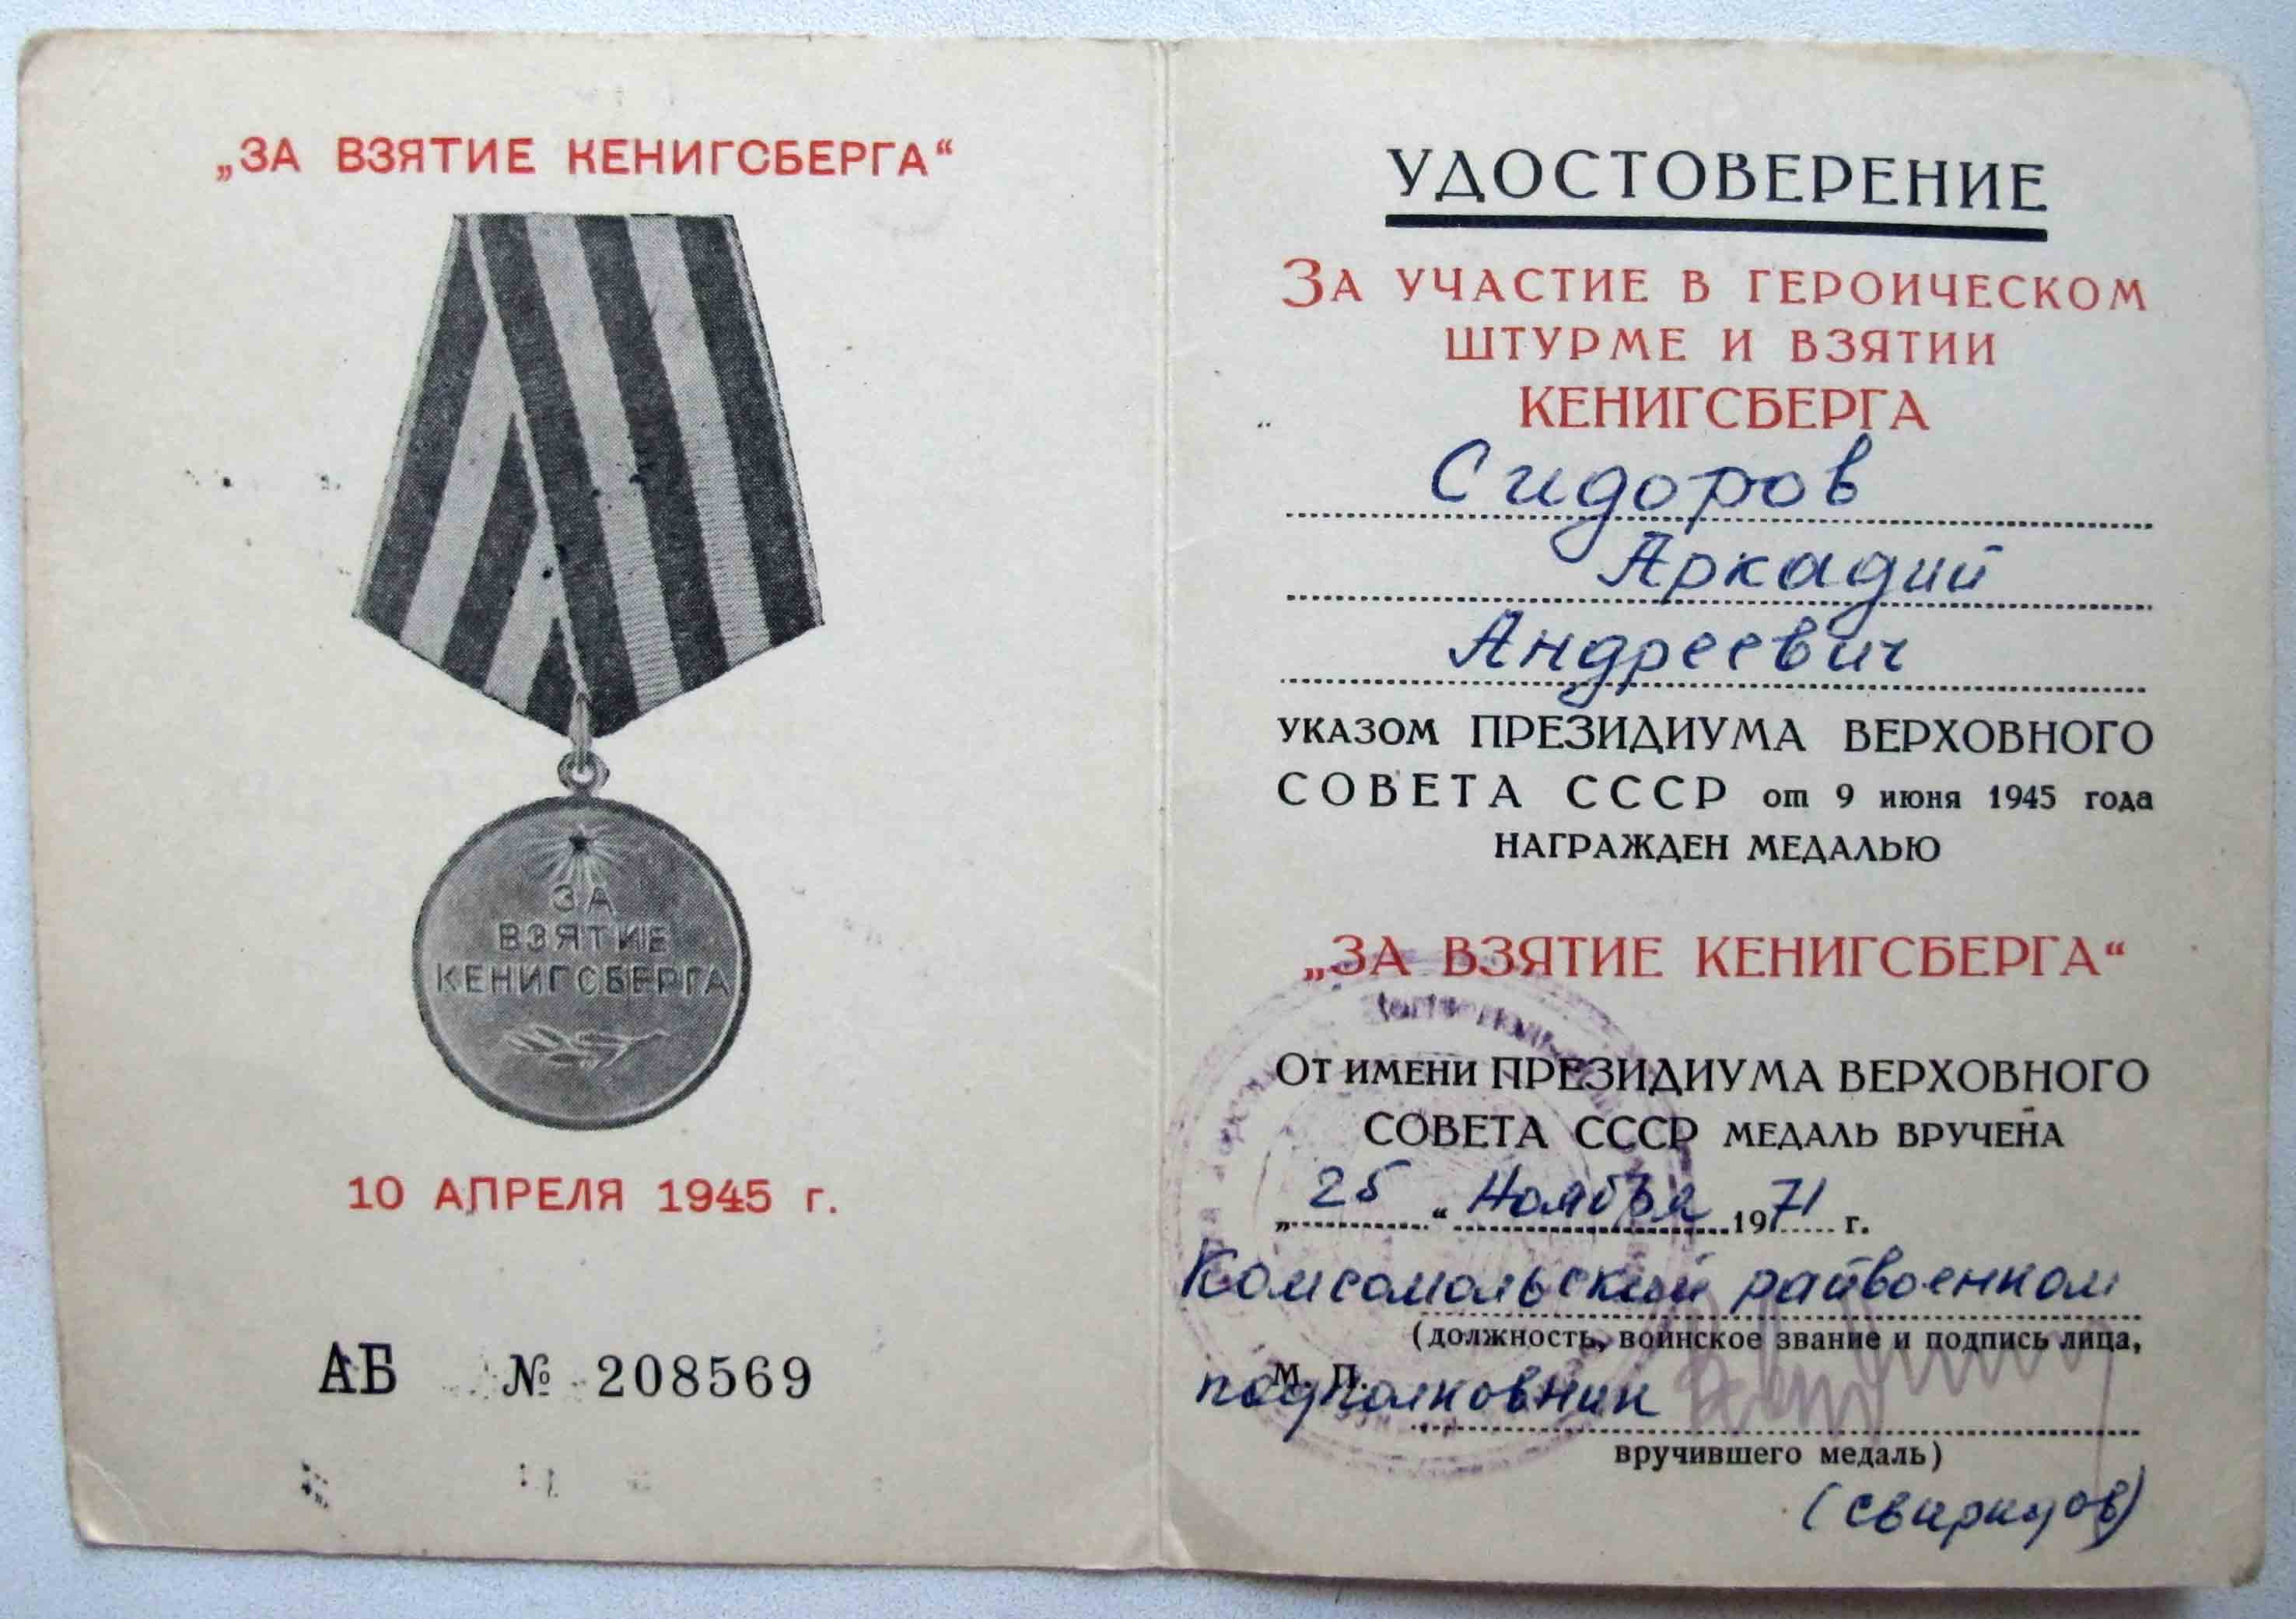 „ЗА ВЗЯТИЕ КЕНИГСБЕРГА“
ЗА
ВЗЯТИЕ
КЕНИГСБЕРГА
10 АПРЕЛЯ 1945 г.
АБ № 208569
УДОСТОВЕРЕНИЕ
ЗА УЧАСТИЕ В ГЕРОИЧЕСКОМ
ШТУРМЕ И ВЗЯТИИ
КЕНИГСБЕРГА
Сидоров
Аркадий
Андреевич
УКАЗОМ ПРЕЗИДИУМА ВЕРХОВНОГО
СОВЕТА СССР от 9 июня 1945 года
НАГРАЖДЕН МЕДАЛЬЮ
„ЗА ВЗЯТИЕ КЕНИГСБЕРГА“
ОТ ИМЕНИ ПРЕЗИДИУМА ВЕРХОВНОГО
СОВЕТА СССР МЕДАЛЬ ВРУЧЕНА
„25“ Ноября 1971 г.
Комсомольский райвоенком
(должность, воинское звание и подпись лица,
М. П.
подполковник
вручившего медаль)
(Свиридов)